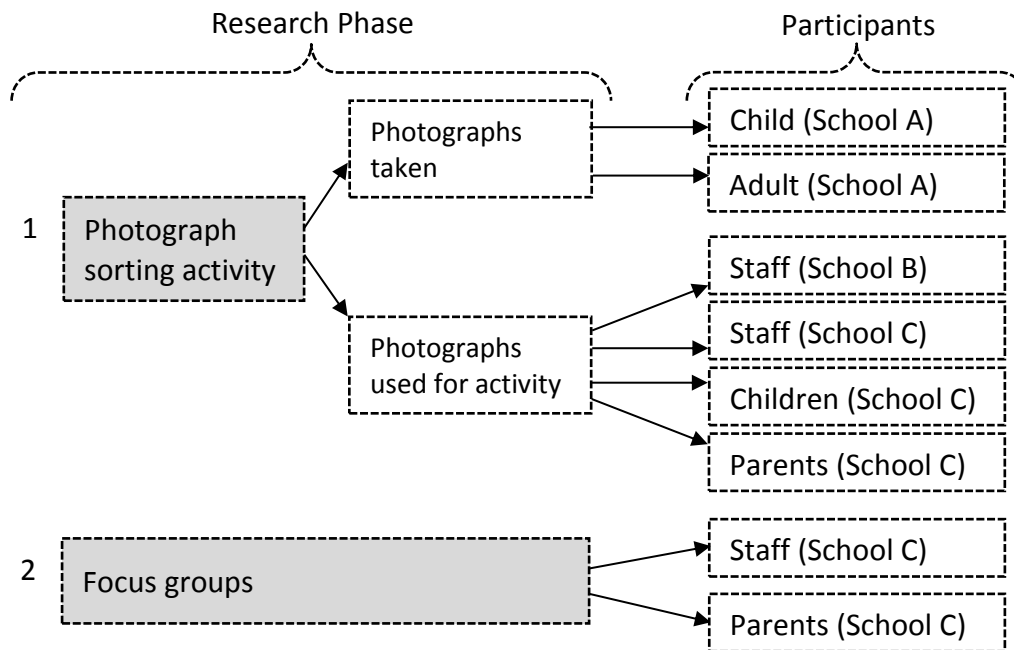 Research Phase
Participants
Photographs
taken
Child (School A)
Adult (School A)
1
Photograph
sorting activity
Photographs
used for activity
Staff (School B)
Staff (School C)
Children (School C)
Parents (School C)
2
Focus groups
Staff (School C)
Parents (School C)